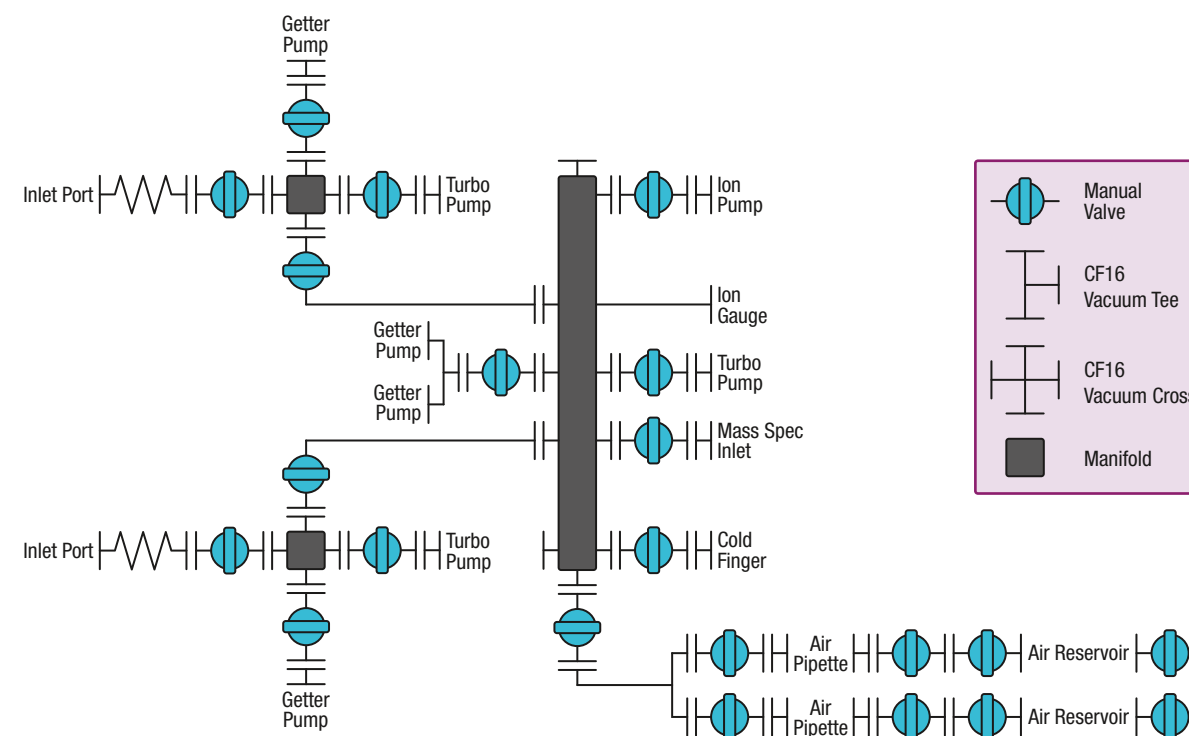 Getter
Pump
Inlet Port
Turbo
Pump
Ion
Pump
Manual
Valve
Ion
Gauge
CF16
Vacuum Tee
Getter
Pump
Turbo
Pump
Getter
Pump
CF16
Vacuum Cross
Mass Spec
Inlet
Manifold
Inlet Port
Turbo
Pump
Cold
Finger
Air
Pipette
Air Reservoir
Getter
Pump
Air
Pipette
Air Reservoir